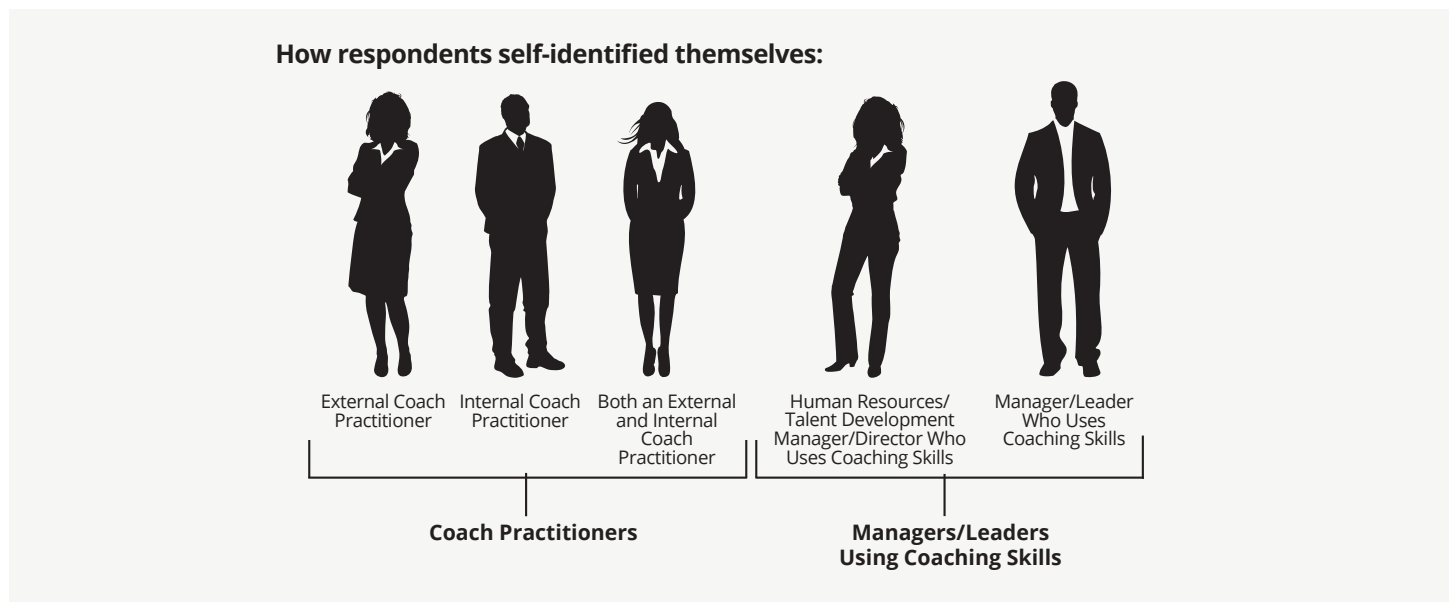 How respondents self-identified themselves:
External Coach
Practitioner
Internal Coach
Practitioner
Both an External
and Internal
Coach
Practitioner
Human Resources/
Talent Development
Manager/Director Who
Uses Coaching Skills
Manager/Leader
Who Uses
Coaching Skills
Coach Practitioners
Managers/Leaders
Using Coaching Skills